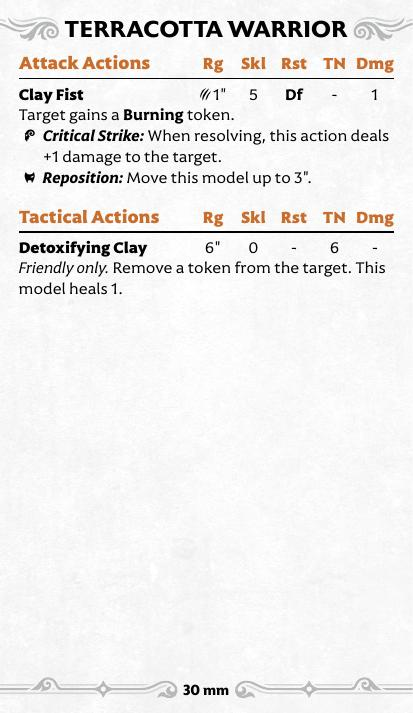 TERRACOTTA WARRIOR
Attack Actions Rg Skl Rst TN Dmg
Clay Fist 1" 5 Df - 1
Target gains a Burning token.
Critical Strike: When resolving, this action deals
+1 damage to the target.
Reposition: Move this model up to 3".
Tactical Actions Rg Skl Rst TN Dmg
Detoxifying Clay 6" 0 - 6 -
Friendly only. Remove a token from the target. This
model heals 1.
30 mm